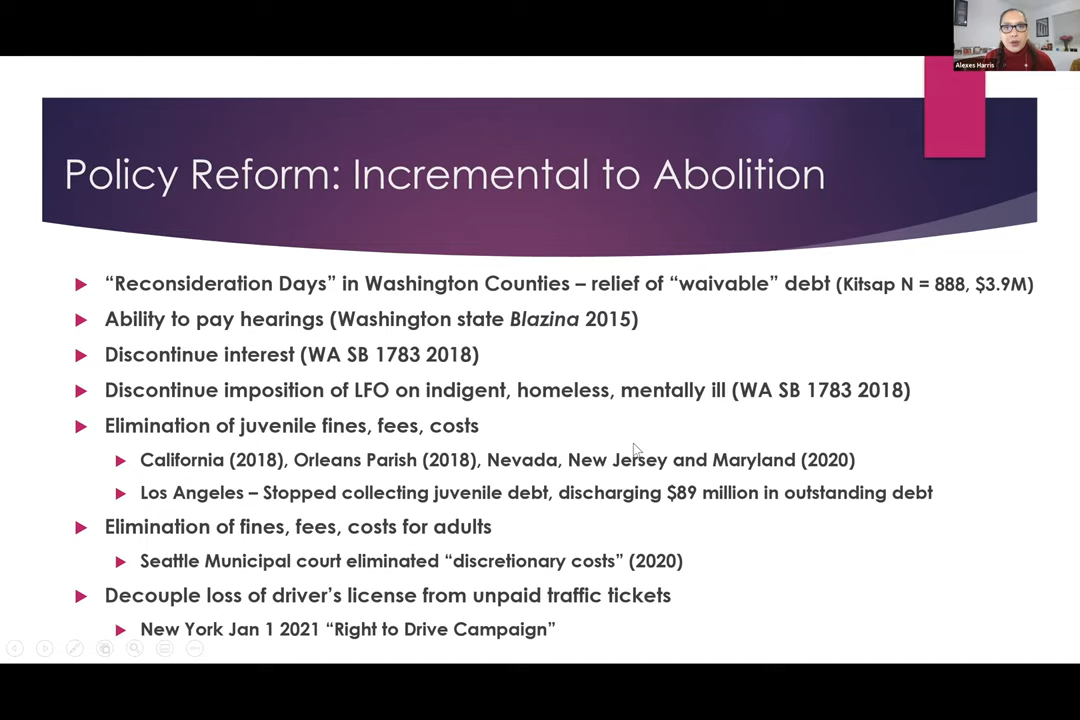 Alexes Harris
Policy Reform: Incremental to Abolition
“Reconsideration Days” in Washington Counties – relief of “waivable” debt (Kitsap N = 888, $3.9M)
Ability to pay hearings (Washington state Blazina 2015)
Discontinue interest (WA SB 1783 2018)
Discontinue imposition of LFO on indigent, homeless, mentally ill (WA SB 1783 2018)
Elimination of juvenile fines, fees, costs
California (2018), Orleans Parish (2018), Nevada, New Jersey and Maryland (2020)
Los Angeles – Stopped collecting juvenile debt, discharging $89 million in outstanding debt
Elimination of fines, fees, costs for adults
Seattle Municipal court eliminated “discretionary costs” (2020)
Decouple loss of driver’s license from unpaid traffic tickets
New York Jan 1 2021 “Right to Drive Campaign”